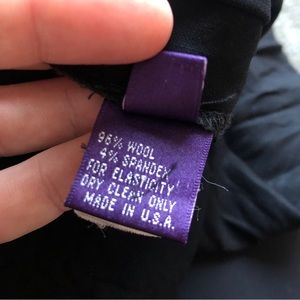 96% WOOL
4% SPANDEX
FOR ELASTICITY
DRY CLEAN ONLY
MADE IN U.S.A.